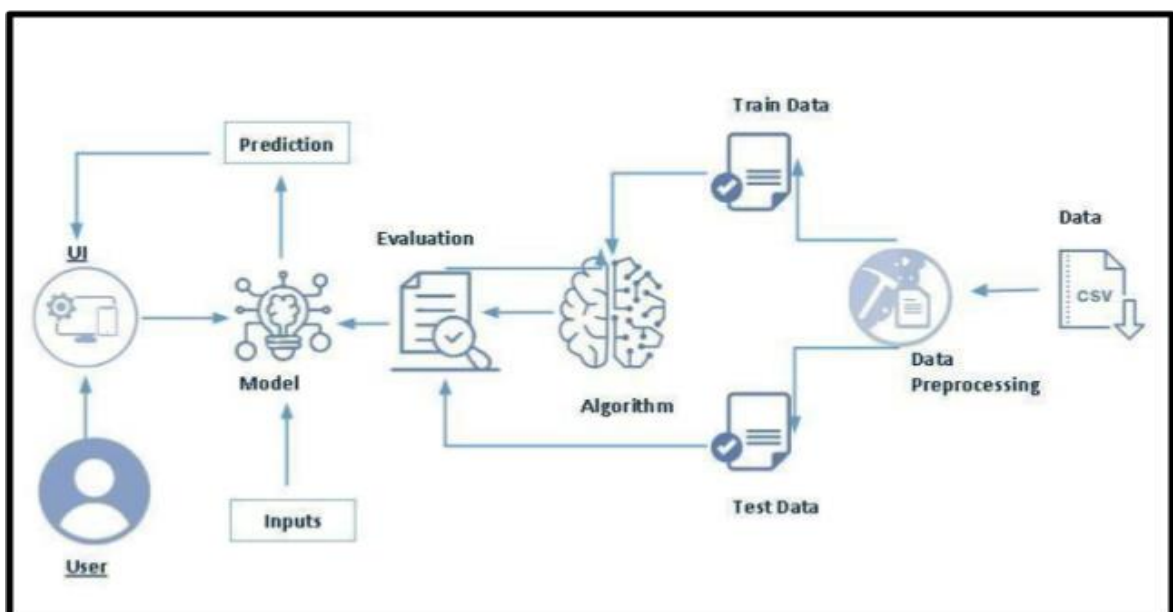 Train Data
Prediction
Data
Evaluation
UI
CSV
Model
Data
Preprocessing
Algorithm
Inputs
Test Data
User